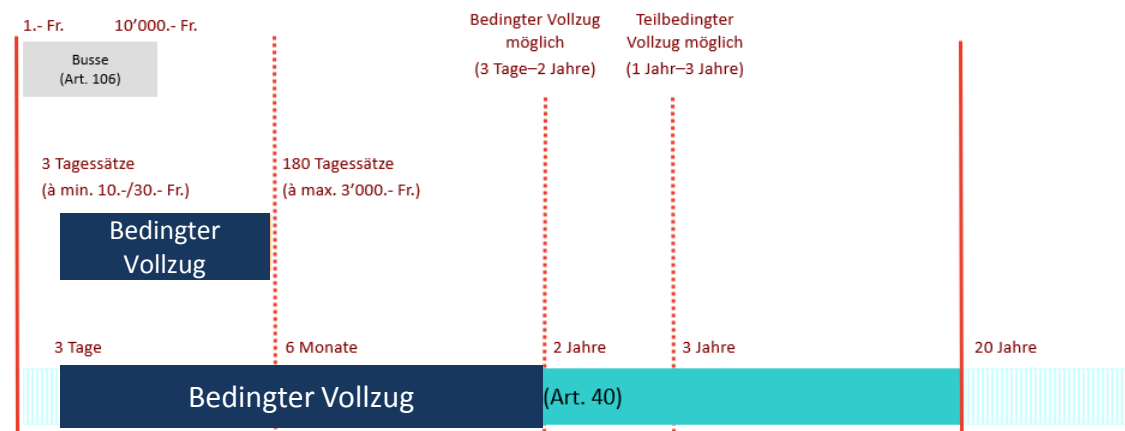 1.- Fr.
10'000.- Fr.
Busse
(Art. 106)
Bedingter Vollzug
möglich
(3 Tage–2 Jahre)
Teilbedingter
Vollzug möglich
(1 Jahr–3 Jahre)
3 Tagessätze
(à min. 10.-/30.- Fr.)
180 Tagessätze
(à max. 3'000.- Fr.)
Bedingter
Vollzug
3 Tage
6 Monate
2 Jahre
3 Jahre
20 Jahre
Bedingter Vollzug
(Art. 40)